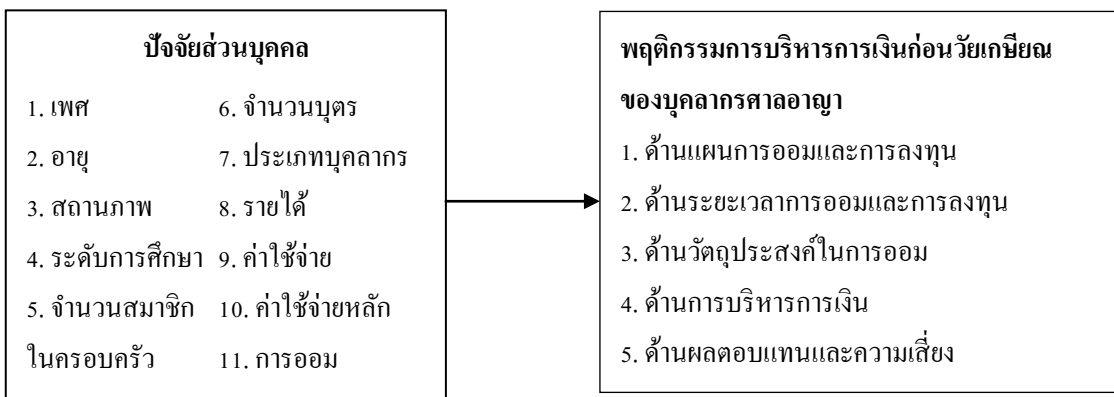 ปัจจัยส่วนบุคคล
1. เพศ
2. อายุ
3. สถานภาพ
4. ระดับการศึกษา
5. จำนวนสมาชิก
ในครอบครัว
6. จำนวนบุตร
7. ประเภทบุคลากร
8. รายได้
9. ค่าใช้จ่าย
10. ค่าใช้จ่ายหลัก
11. การออม
พฤติกรรมการบริหารการเงินก่อนวัยเกษียณ
ของบุคลากรศาลอาญา
1. ด้านแผนการออมและการลงทุน
2. ด้านระยะเวลาการออมและการลงทุน
3. ด้านวัตถุประสงค์ในการออม
4. ด้านการบริหารการเงิน
5. ด้านผลตอบแทนและความเสี่ยง